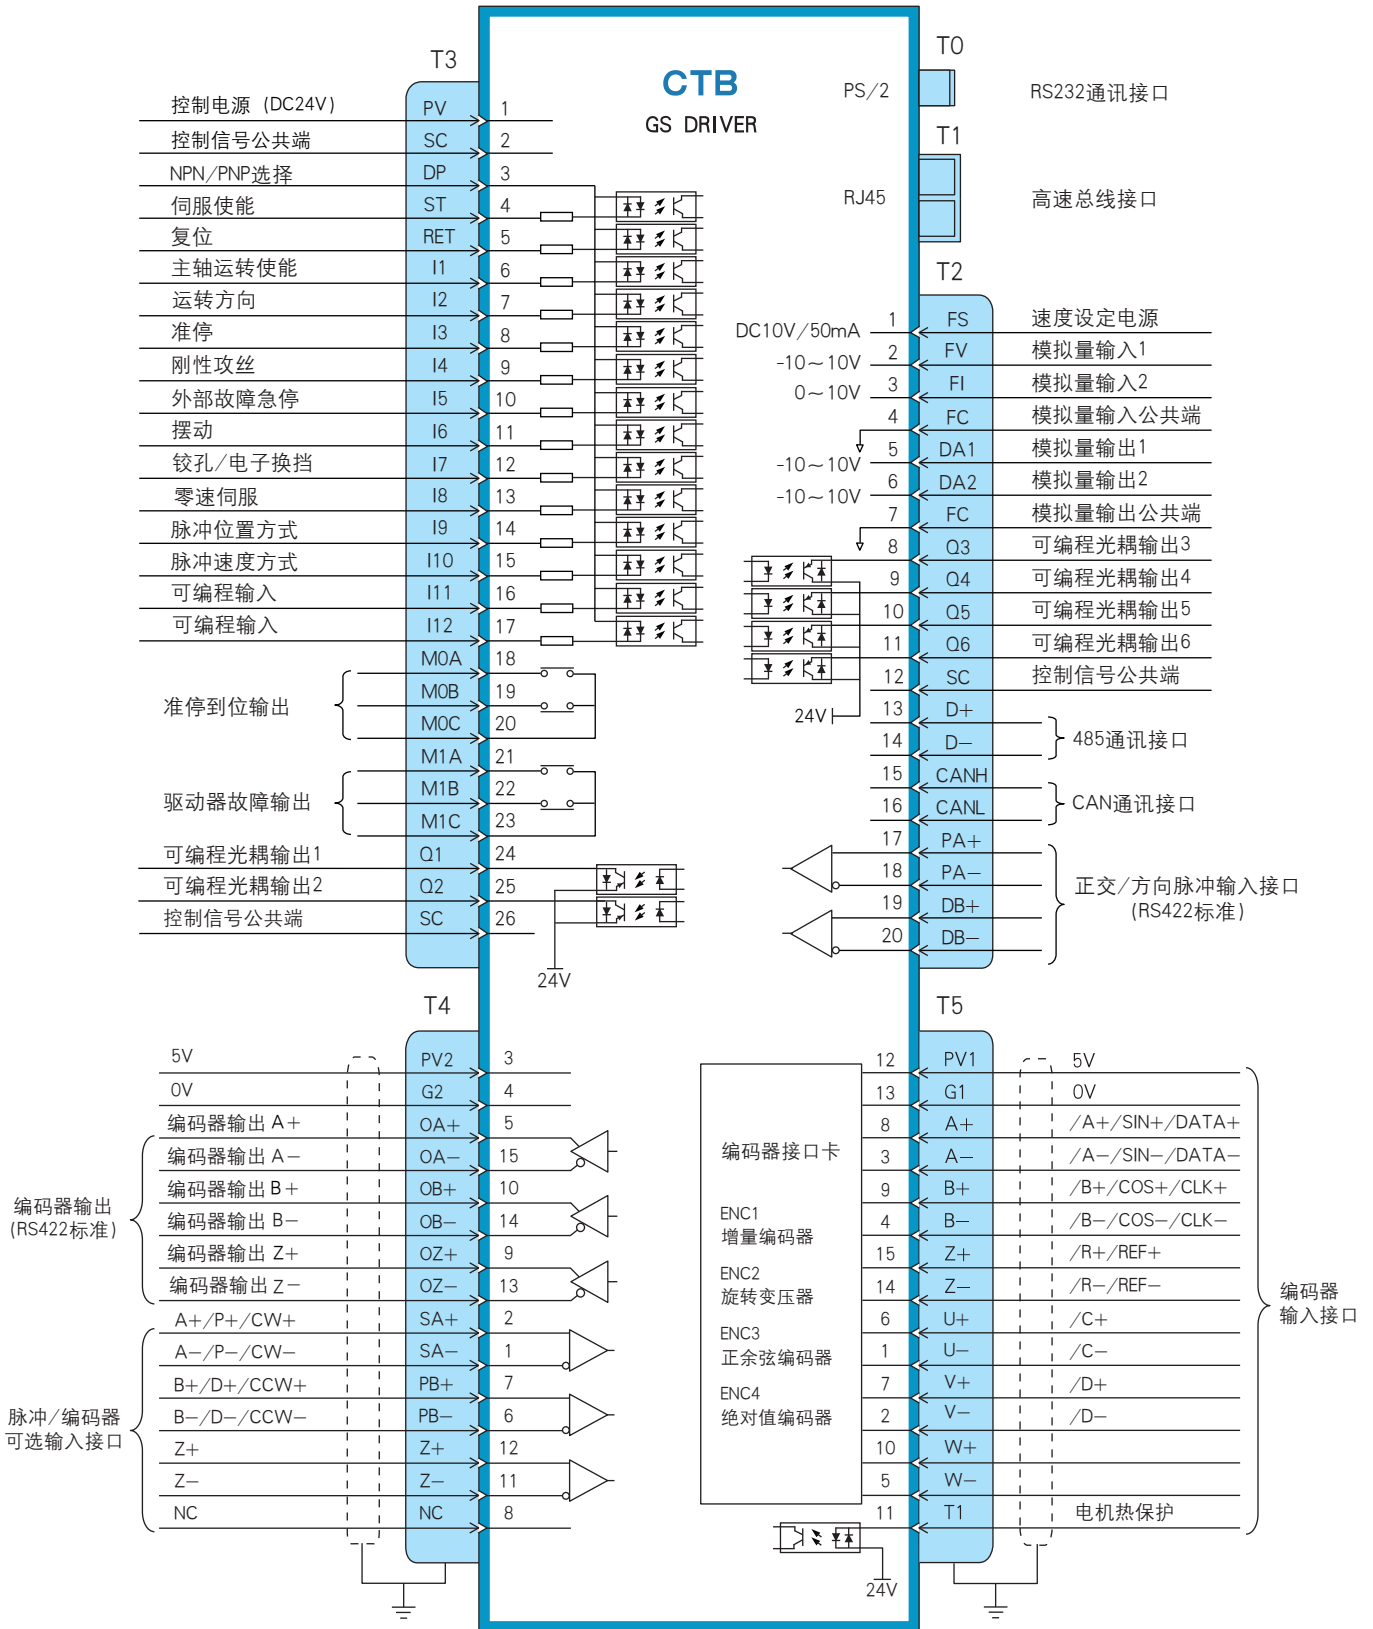 CTB
GS DRIVER
T3
控制电源 (DC24V) PV 1
控制信号公共端 SC 2
NPN/PNP选择 DP 3
伺服使能 ST 4
复位 RET 5
主轴运转使能 I1 6
运转方向 I2 7
准停 I3 8
刚性攻丝 I4 9
外部故障急停 I5 10
摆动 I6 11
铰孔/电子换挡 I7 12
零速伺服 I8 13
脉冲位置方式 I9 14
脉冲速度方式 I10 15
可编程输入 I11 16
可编程输入 I12 17
M0A 18
准停到位输出 M0B 19
M0C 20
M1A 21
驱动器故障输出 M1B 22
M1C 23
可编程光耦输出1 Q1 24
可编程光耦输出2 Q2 25
控制信号公共端 SC 26
24V
T0
PS/2 RS232通讯接口
T1
RJ45 高速总线接口
T2
DC10V/50mA 1 FS 速度设定电源
-10～10V 2 FV 模拟量输入1
0～10V 3 FI 模拟量输入2
4 FC 模拟量输入公共端
-10～10V 5 DA1 模拟量输出1
-10～10V 6 DA2 模拟量输出2
7 FC 模拟量输出公共端
8 Q3 可编程光耦输出3
9 Q4 可编程光耦输出4
10 Q5 可编程光耦输出5
11 Q6 可编程光耦输出6
12 SC 控制信号公共端
24V
13 D+
485通讯接口
14 D-
15 CANH
CAN通讯接口
16 CANL
17 PA+
18 PA-
正交/方向脉冲输入接口
(RS422标准)
19 DB+
20 DB-
T4
5V PV2 3
0V G2 4
编码器输出 A+ OA+ 5
编码器输出 A- OA- 15
编码器输出 B+ OB+ 10
编码器输出
(RS422标准)
编码器输出 B- OB- 14
编码器输出 Z+ OZ+ 9
编码器输出 Z- OZ- 13
A+/P+/CW+ SA+ 2
A-/P-/CW- SA- 1
B+/D+/CCW+ PB+ 7
脉冲/编码器
可选输入接口
B-/D-/CCW- PB- 6
Z+ Z+ 12
Z- Z- 11
NC NC 8
T5
12 PV1 5V
13 G1 0V
8 A+ /A+/SIN+/DATA+
3 A- /A-/SIN-/DATA-
9 B+ /B+/COS+/CLK+
4 B- /B-/COS-/CLK-
15 Z+ /R+/REF+
14 Z- /R-/REF-
6 U+ /C+
1 U- /C-
7 V+ /D+
2 V- /D-
10 W+
5 W-
11 T1 电机热保护
编码器
输入接口
编码器接口卡
ENC1
增量编码器
ENC2
旋转变压器
ENC3
正余弦编码器
ENC4
绝对值编码器
24V